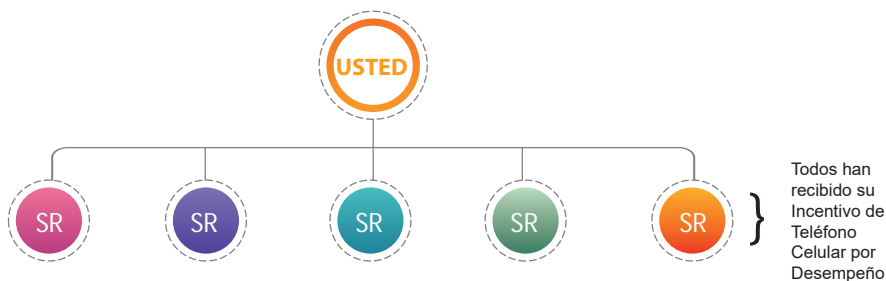 USTED
SR SR SR SR SR
Todos han
recibido su
Incentivo de
Teléfono
Celular por
Desempeño